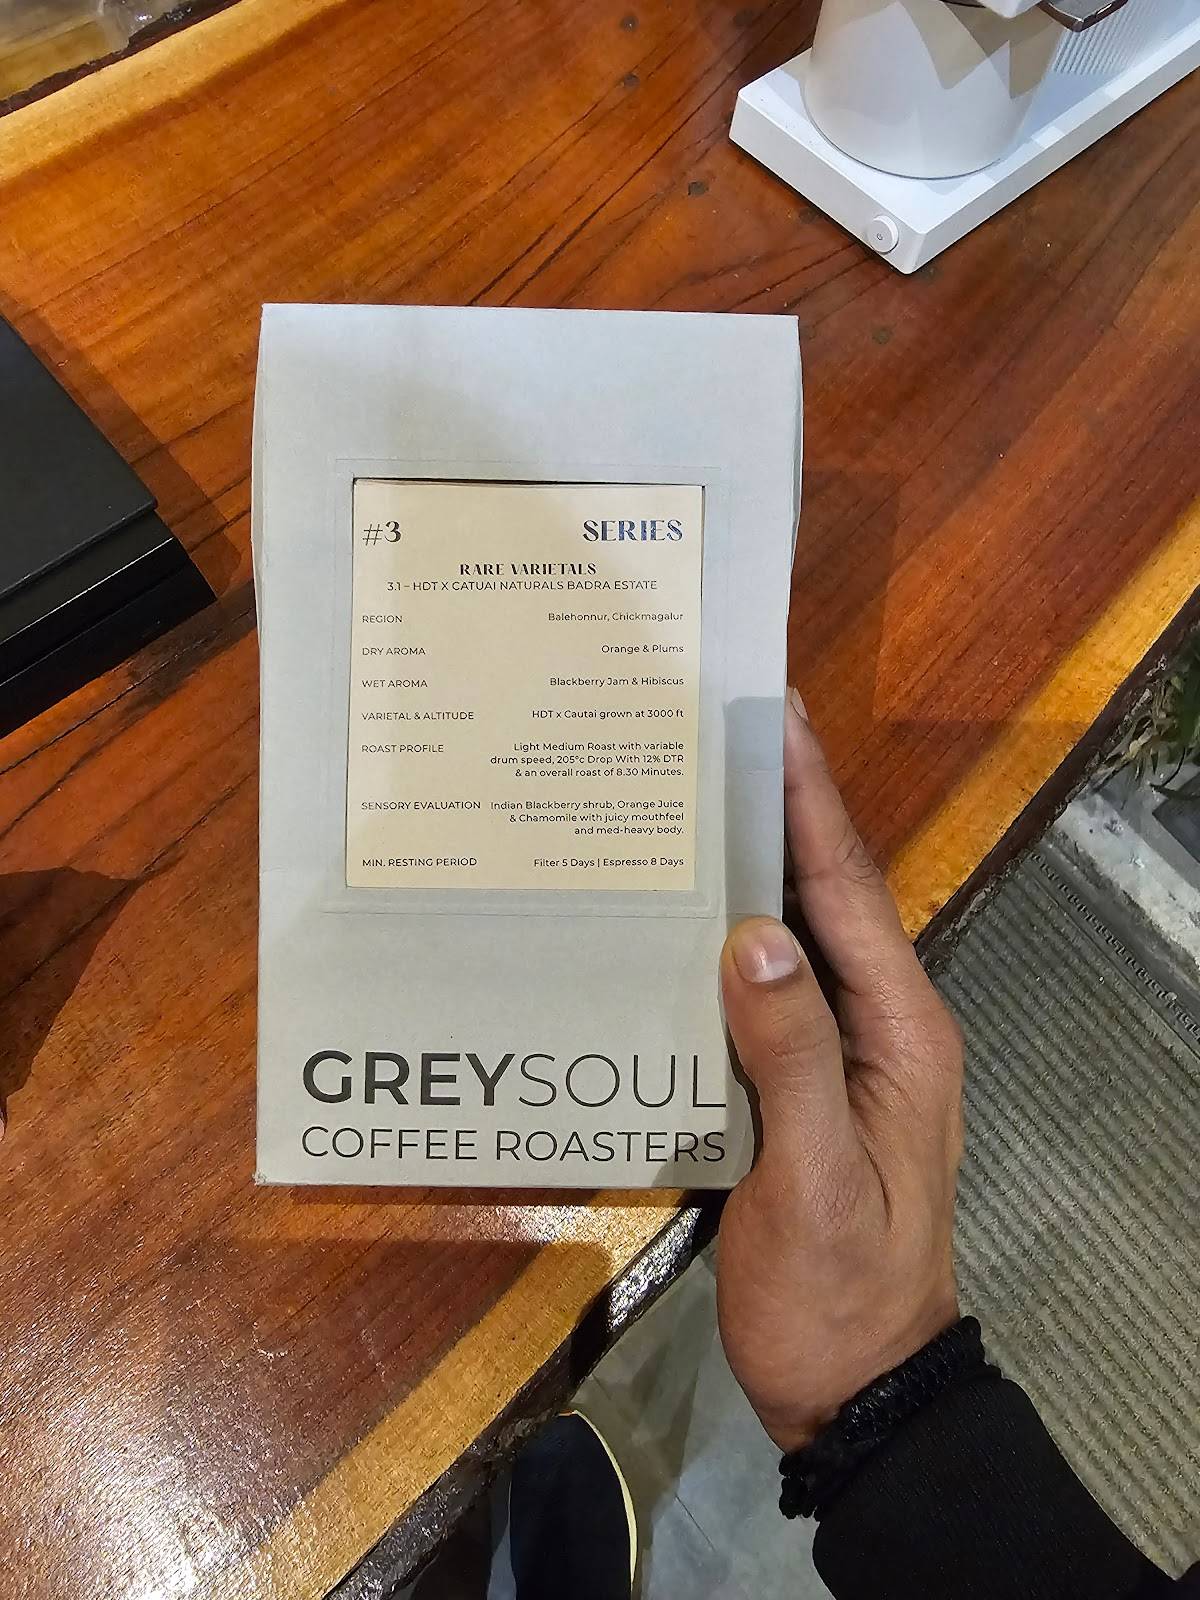 #3 SERIES
RARE VARIETALS
3.1 – HDT X CATUAI NATURALS BADRA ESTATE
REGION Balehonnur, Chickmagalur
DRY AROMA Orange & Plums
WET AROMA Blackberry Jam & Hibiscus
VARIETAL & ALTITUDE HDT x Cautai grown at 3000 ft
ROAST PROFILE Light Medium Roast with variable
drum speed, 205°c Drop With 12% DTR
& an overall roast of 8.30 Minutes.
SENSORY EVALUATION Indian Blackberry shrub, Orange Juice
& Chamomile with juicy mouthfeel
and med-heavy body.
MIN. RESTING PERIOD Filter 5 Days | Espresso 8 Days
GREYSOUL
COFFEE ROASTERS